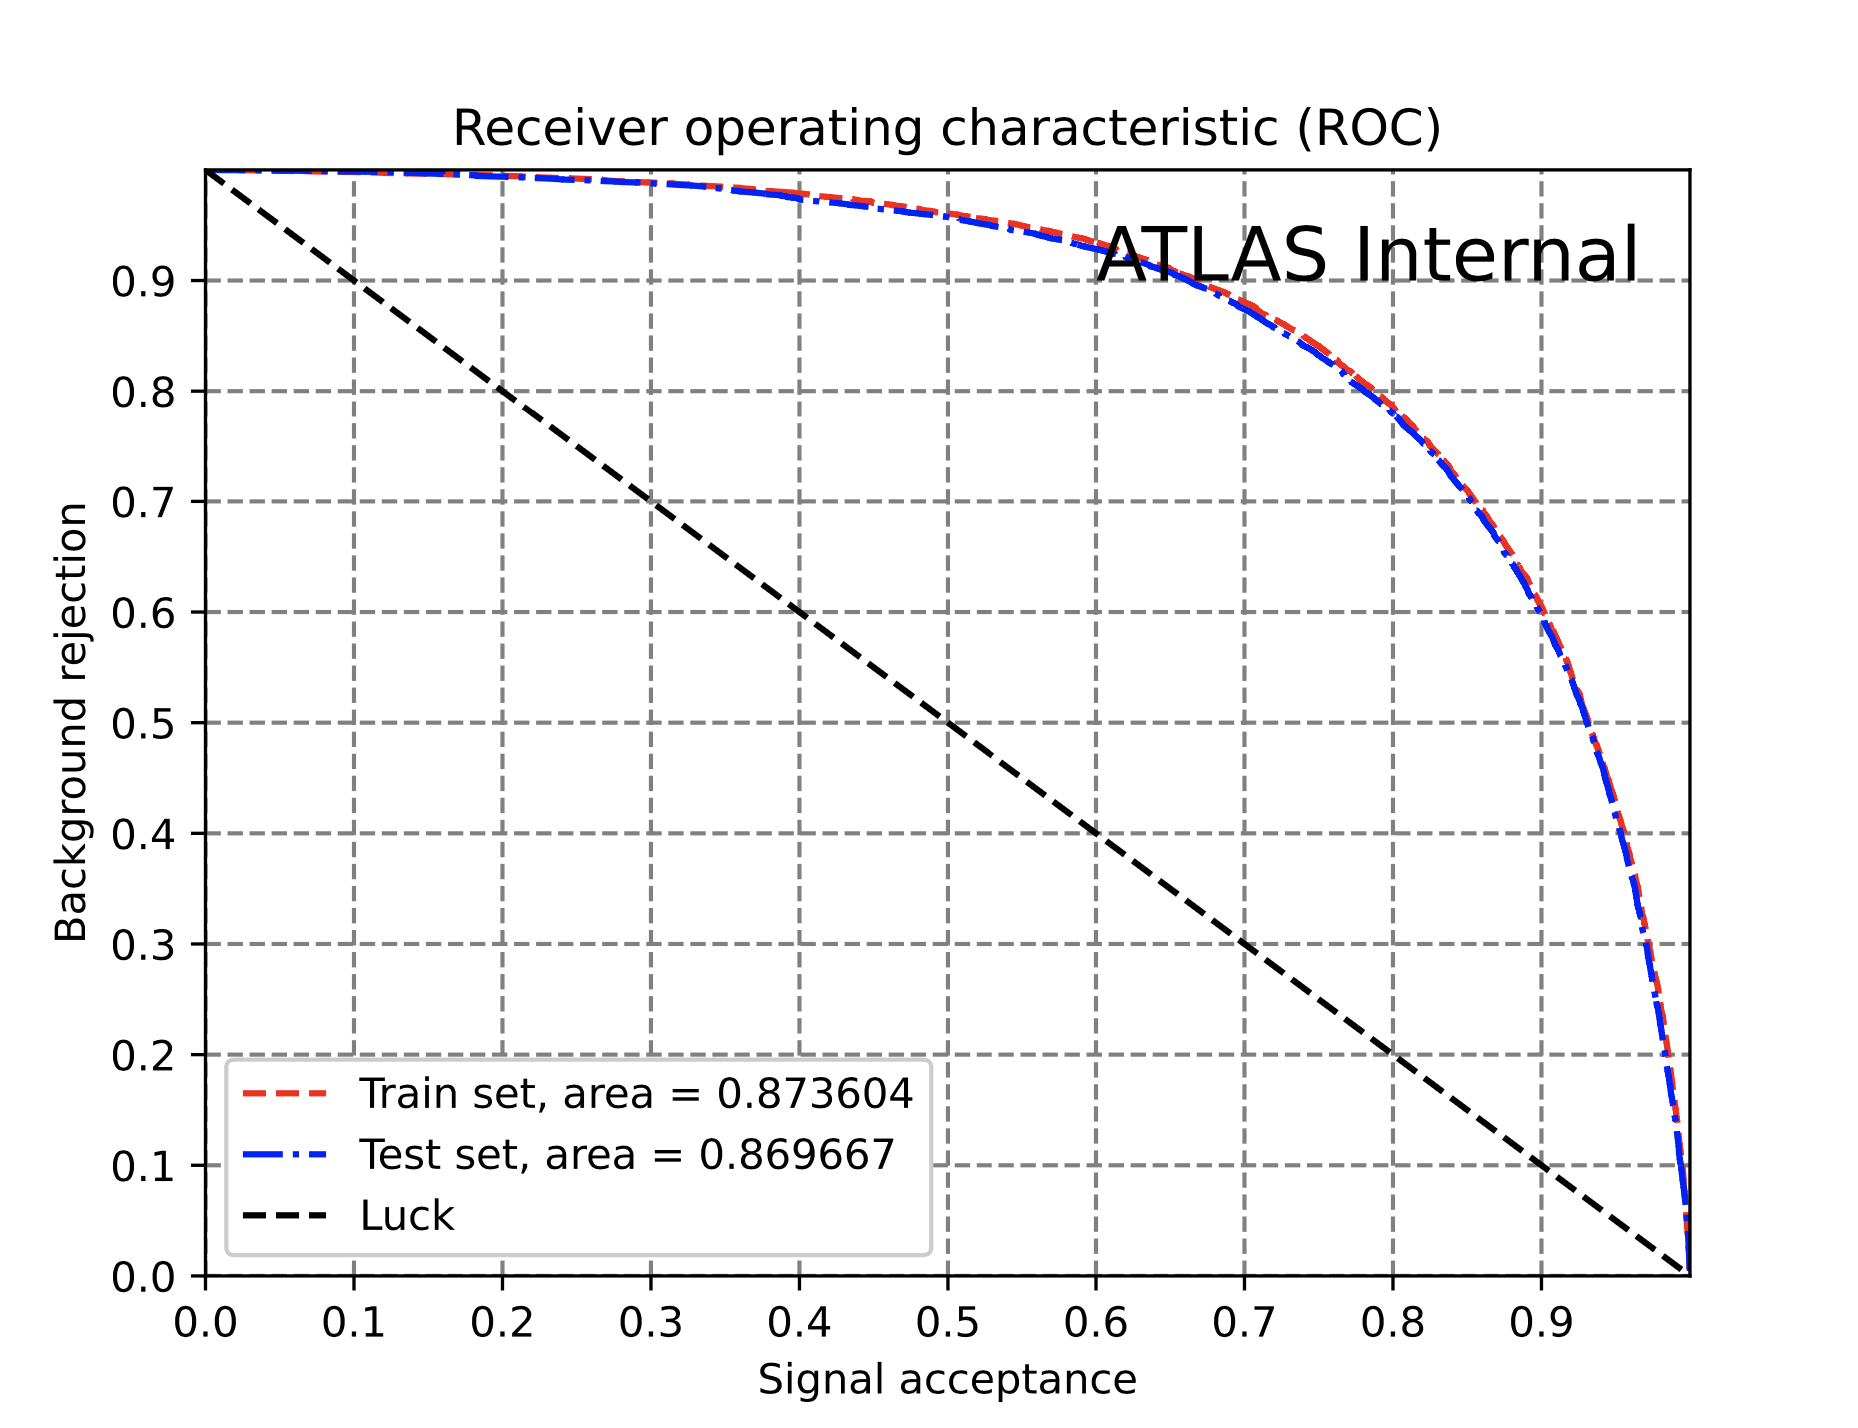 Receiver operating characteristic (ROC)
ATLAS Internal
Background rejection
0.9
0.8
0.7
0.6
0.5
0.4
0.3
0.2
0.1
0.0
Train set, area = 0.873604
Test set, area = 0.869667
Luck
0.0 0.1 0.2 0.3 0.4 0.5 0.6 0.7 0.8 0.9
Signal acceptance